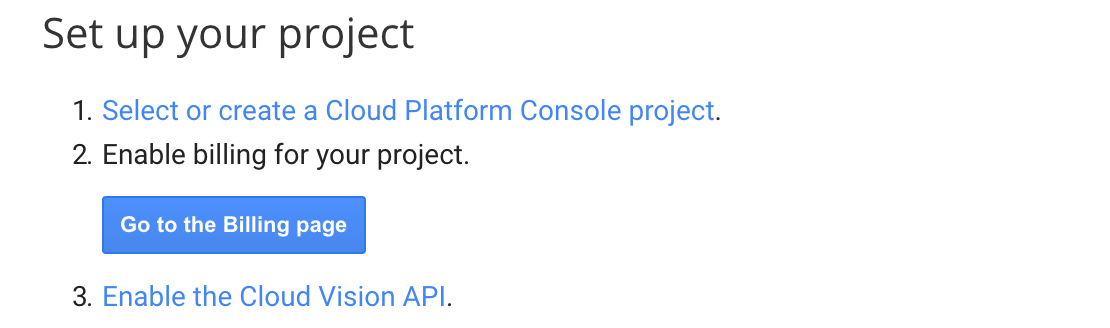 Set up your project
1. Select or create a Cloud Platform Console project.
2. Enable billing for your project.
Go to the Billing page
3. Enable the Cloud Vision API.